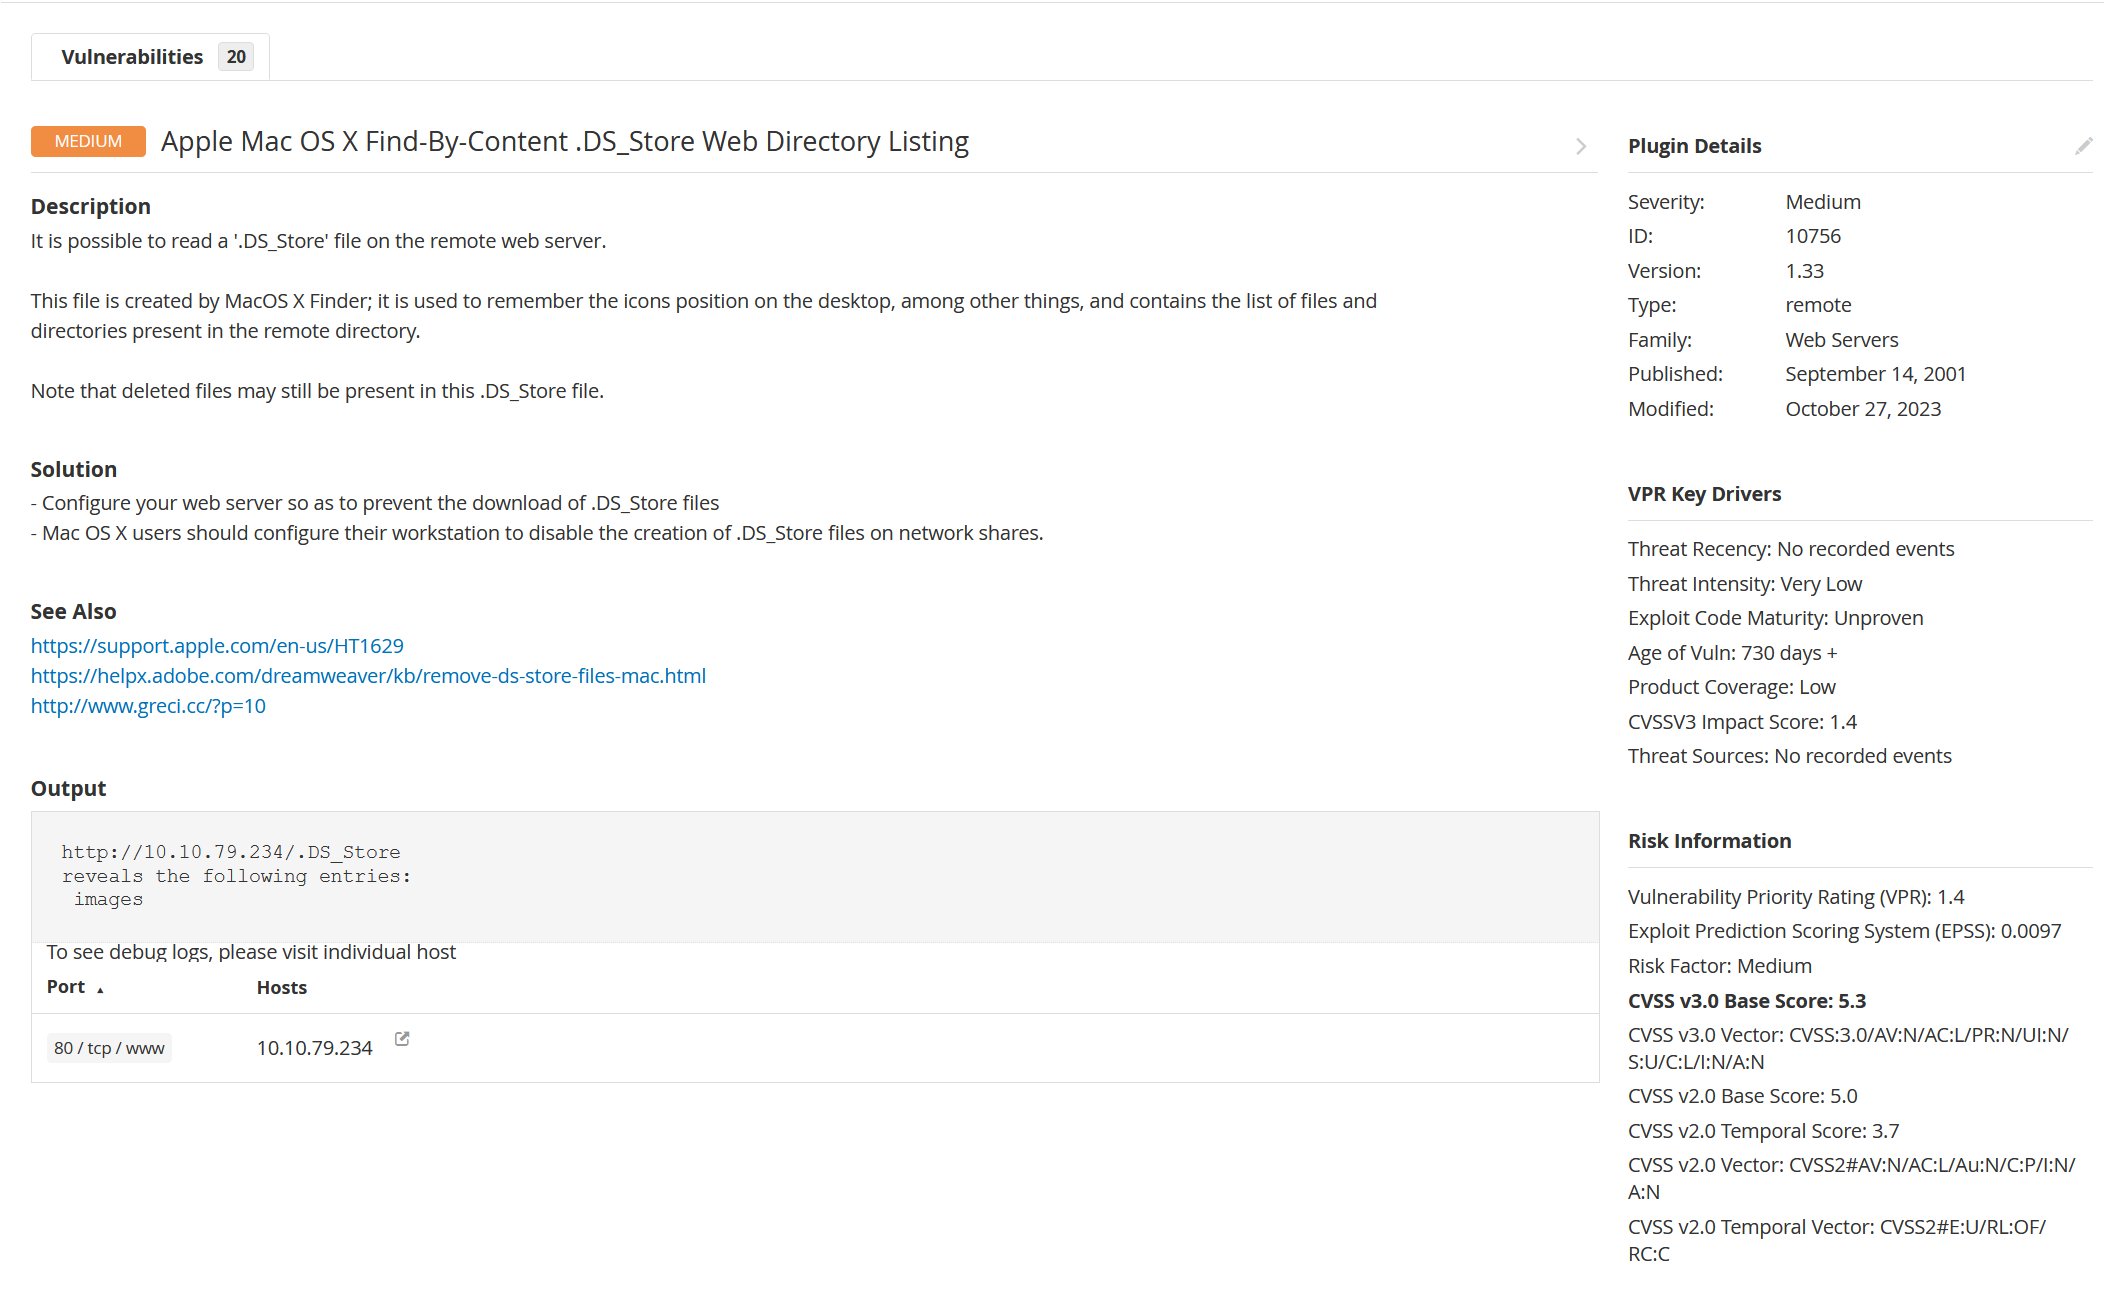 Vulnerabilities 20
MEDIUM Apple Mac OS X Find-By-Content .DS_Store Web Directory Listing
Description
It is possible to read a '.DS_Store' file on the remote web server.
This file is created by MacOS X Finder; it is used to remember the icons position on the desktop, among other things, and contains the list of files and
directories present in the remote directory.
Note that deleted files may still be present in this .DS_Store file.
Solution
- Configure your web server so as to prevent the download of .DS_Store files
- Mac OS X users should configure their workstation to disable the creation of .DS_Store files on network shares.
See Also
https://support.apple.com/en-us/HT1629
https://helpx.adobe.com/dreamweaver/kb/remove-ds-store-files-mac.html
http://www.greci.cc/?p=10
Output
http://10.10.79.234/.DS_Store
reveals the following entries:
images
To see debug logs, please visit individual host
Port ▲ Hosts
80 / tcp / www 10.10.79.234
Plugin Details
Severity: Medium
ID: 10756
Version: 1.33
Type: remote
Family: Web Servers
Published: September 14, 2001
Modified: October 27, 2023
VPR Key Drivers
Threat Recency: No recorded events
Threat Intensity: Very Low
Exploit Code Maturity: Unproven
Age of Vuln: 730 days +
Product Coverage: Low
CVSSV3 Impact Score: 1.4
Threat Sources: No recorded events
Risk Information
Vulnerability Priority Rating (VPR): 1.4
Exploit Prediction Scoring System (EPSS): 0.0097
Risk Factor: Medium
CVSS v3.0 Base Score: 5.3
CVSS v3.0 Vector: CVSS:3.0/AV:N/AC:L/PR:N/UI:N/
S:U/C:L/I:N/A:N
CVSS v2.0 Base Score: 5.0
CVSS v2.0 Temporal Score: 3.7
CVSS v2.0 Vector: CVSS2#AV:N/AC:L/Au:N/C:P/I:N/
A:N
CVSS v2.0 Temporal Vector: CVSS2#E:U/RL:OF/
RC:C